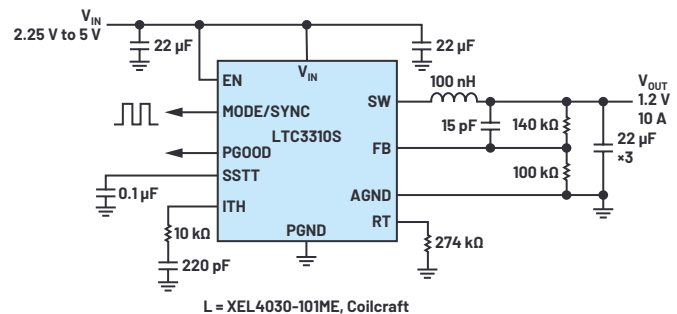 VIN
2.25 V to 5 V
22 µF
22 µF
EN
VIN
100 nH
VOUT
1.2 V
10 A
SW
MODE/SYNC
15 pF
140 kΩ
22 µF
×3
LTC3310S
PGOOD
FB
SSTT
100 kΩ
0.1 µF
AGND
ITH
RT
10 kΩ
PGND
274 kΩ
220 pF
L = XEL4030-101ME, Coilcraft